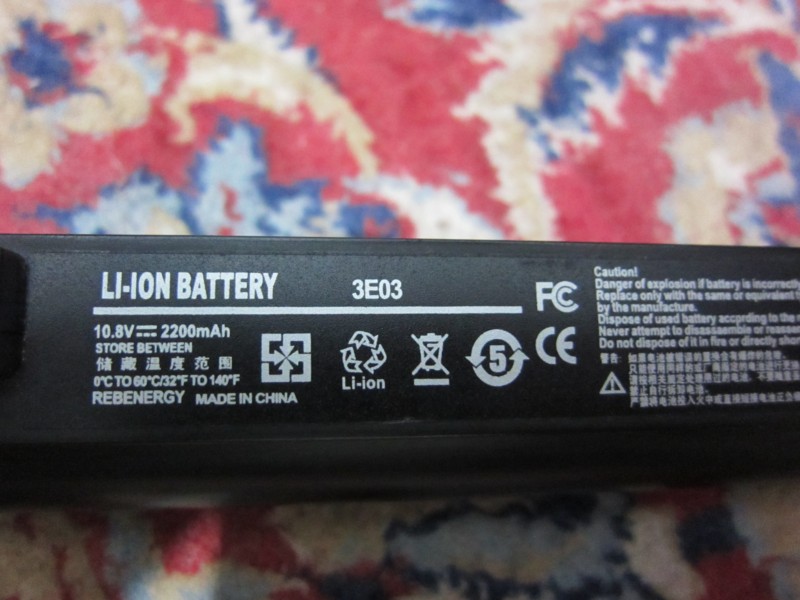 LI-ION BATTERY 3E03
10.8V 2200mAh
STORE BETWEEN
储藏温度范围
0°C TO 60°C/32°F TO 140°F
REBENERGY MADE IN CHINA
Li-ion
5
FC
CE
Caution!
Danger of explosion if battery is incorrectly
Replace only with the same or equivalent
by the manufacture.
Dispose of used battery according to the
Never attempt to disassemble or
Do not dispose of it in fire or directly
警告: